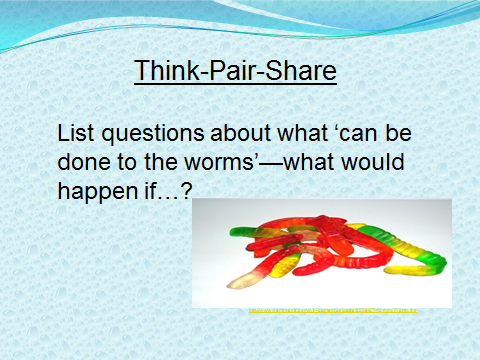 Think-Pair-Share
List questions about what ‘can be
done to the worms’—what would
happen if…?